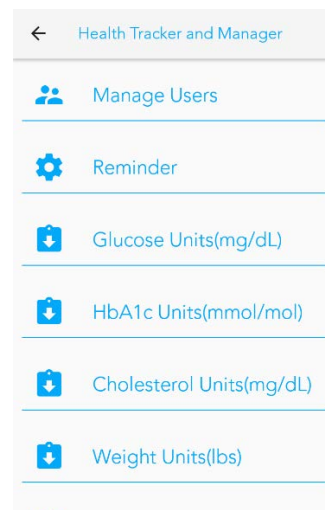 Health Tracker and Manager
Manage Users
Reminder
Glucose Units(mg/dL)
HbA1c Units(mmol/mol)
Cholesterol Units(mg/dL)
Weight Units(lbs)